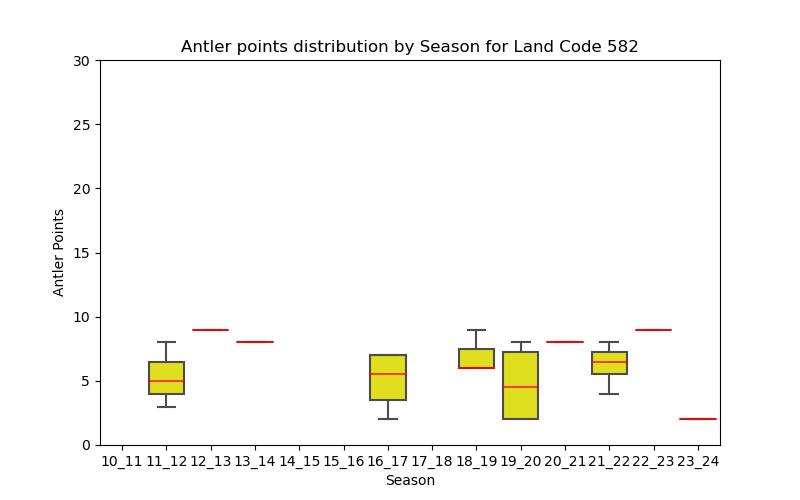 Antler points distribution by Season for Land Code 582
30
25
20
15
10
5
0
Antler Points
10_11 11_12 12_13 13_14 14_15 15_16 16_17 17_18 18_19 19_20 20_21 21_22 22_23 23_24
Season